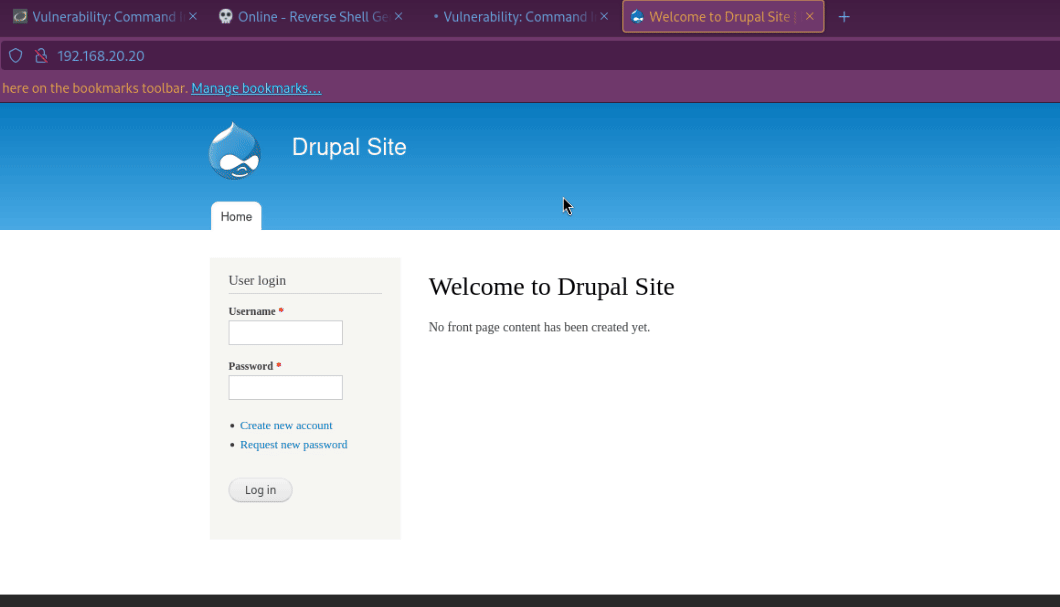 Vulnerability: Command I
Online - Reverse Shell Ge
Vulnerability: Command I
Welcome to Drupal Site |
192.168.20.20
here on the bookmarks toolbar. Manage bookmarks...
Drupal Site
Home
User login
Username *
Password *
Create new account
Request new password
Log in
Welcome to Drupal Site
No front page content has been created yet.